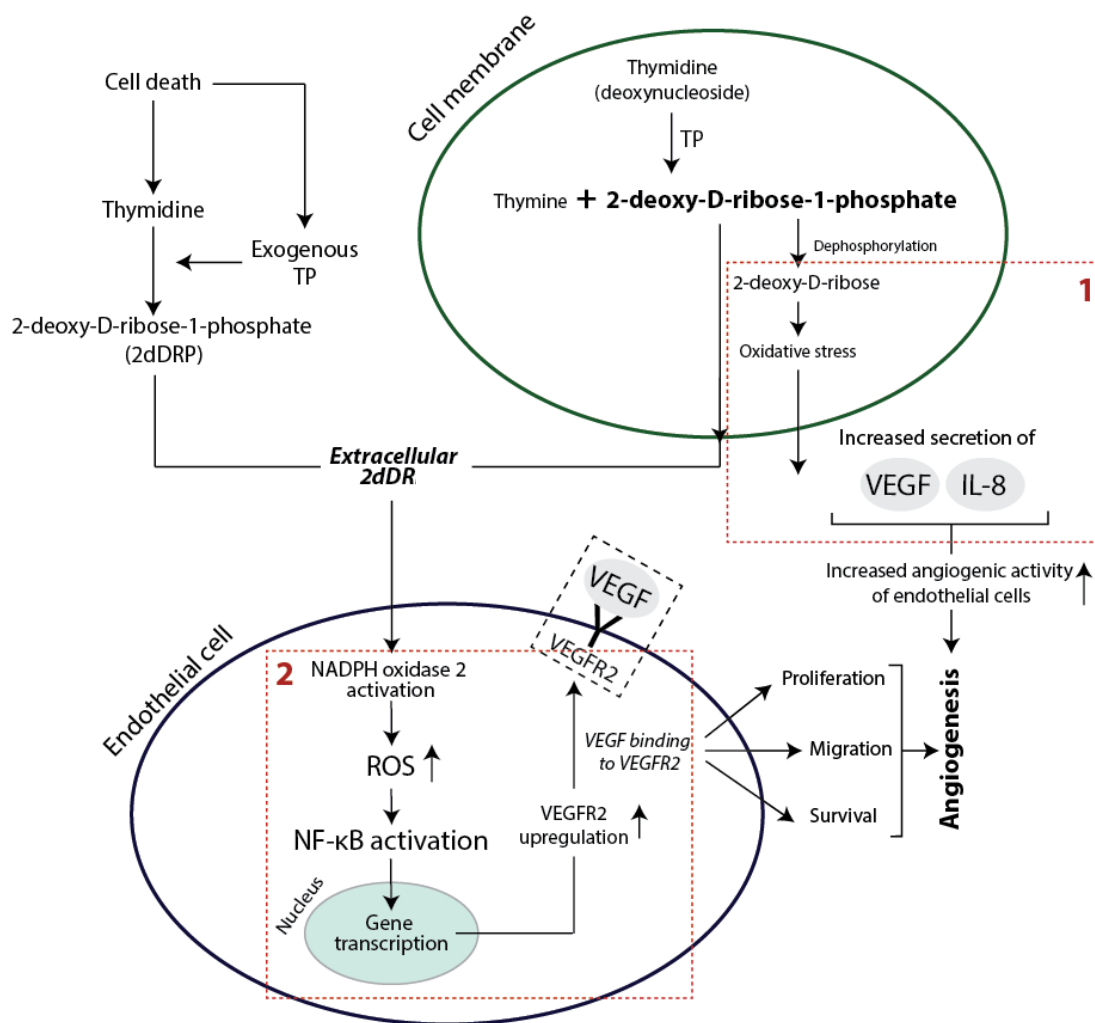 Cell death
Thymidine
Exogenous
TP
2-deoxy-D-ribose-1-phosphate
(2dDRP)
Cell membrane
Thymidine
(deoxynucleoside)
TP
Thymine + 2-deoxy-D-ribose-1-phosphate
Dephosphorylation
1
2-deoxy-D-ribose
Oxidative stress
Increased secretion of
VEGF IL-8
Increased angiogenic activity
of endothelial cells
Extracellular
2dDR
Endothelial cell
2
NADPH oxidase 2
activation
ROS
NF-κB activation
Nucleus
Gene
transcription
VEGFR2
upregulation
VEGF
VEGFR2
VEGF binding
to VEGFR2
Proliferation
Migration
Survival
Angiogenesis